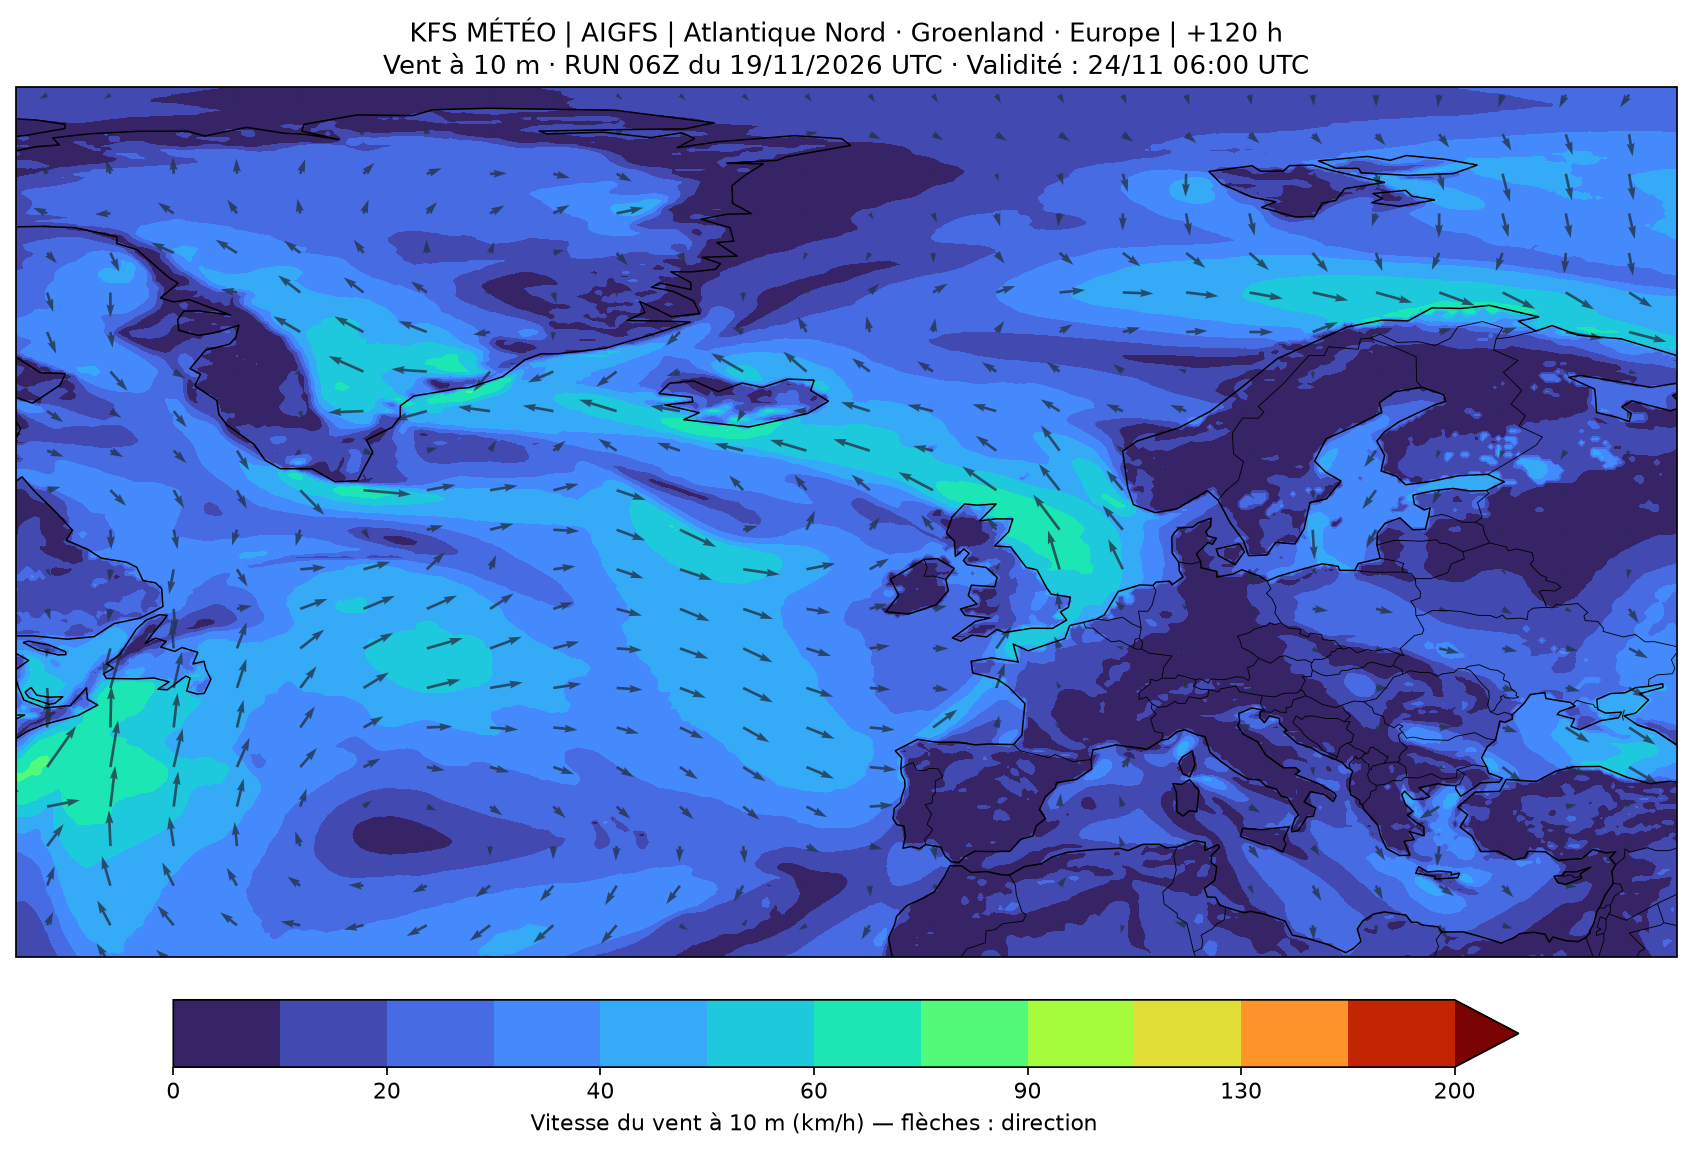 KFS MÉTÉO | AIGFS | Atlantique Nord · Groenland · Europe | +120 h
Vent à 10 m · RUN 06Z du 19/11/2026 UTC · Validité : 24/11 06:00 UTC
0 20 40 60 90 130 200
Vitesse du vent à 10 m (km/h) — flèches : direction